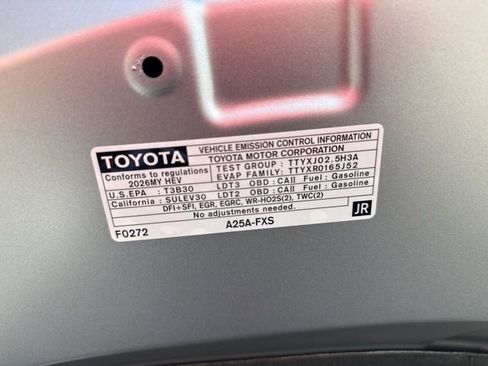 TOYOTA
VEHICLE EMISSION CONTROL INFORMATION
TOYOTA MOTOR CORPORATION
Conforms to regulations
2026MY HEV
TEST GROUP : TTYXJ02.5H3A
EVAP FAMILY: TTYXR0165J52
U.S.EPA : T3B30 LDT3 OBD : CAII Fuel : Gasoline
California : SULEV30 LDT2 OBD : CAII Fuel : Gasoline
DFI+SFI, EGR, EGRC, WR-HO2S(2), TWC(2)
No adjustments needed.
F0272 A25A-FXS JR